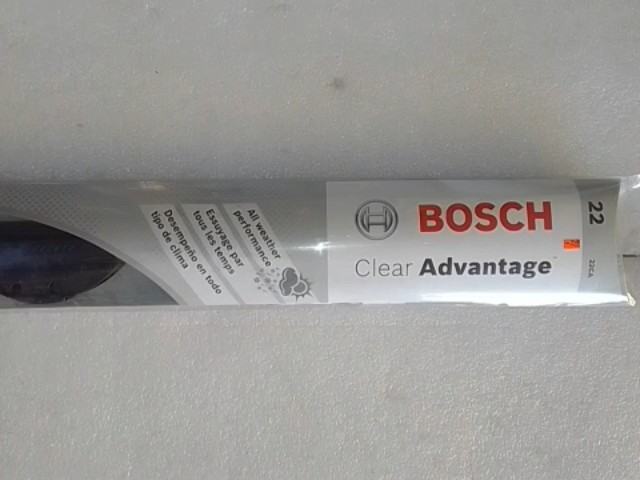 BOSCH
Clear Advantage
22
22CA
All weather
performance
Essuyage par
tous les temps
Desempeño en todo
tipo de clima